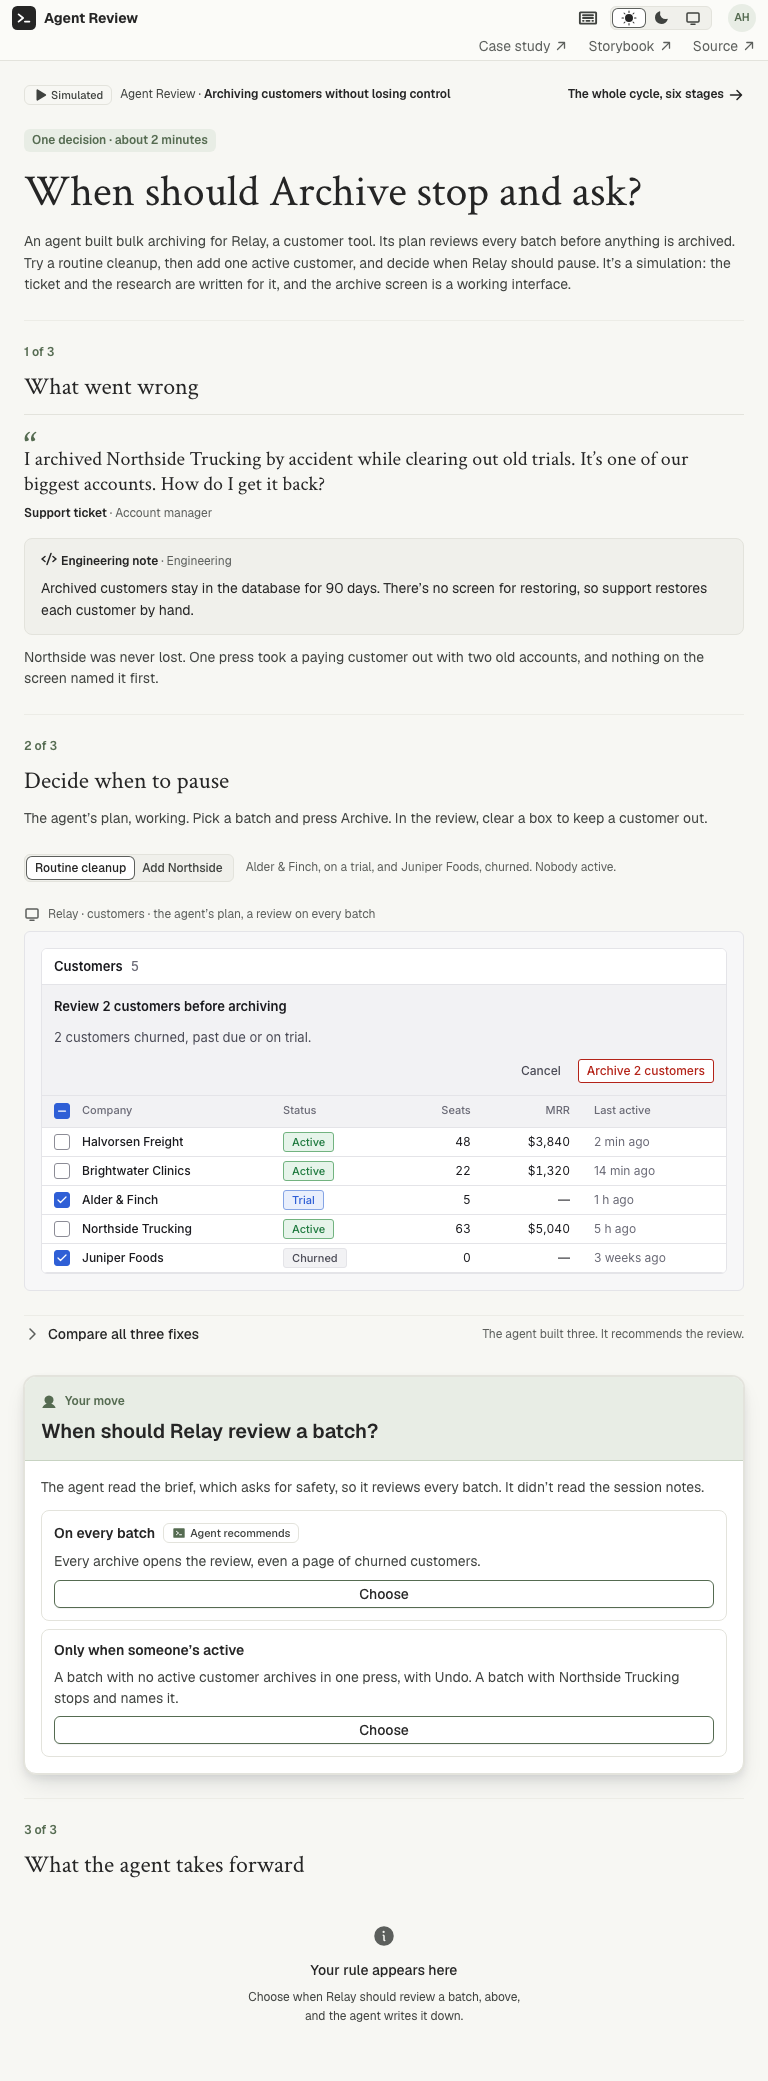 Agent Review
AH
Case study ↗ Storybook ↗ Source ↗
Simulated Agent Review · Archiving customers without losing control The whole cycle, six stages →
One decision · about 2 minutes
When should Archive stop and ask?
An agent built bulk archiving for Relay, a customer tool. Its plan reviews every batch before anything is archived.
Try a routine cleanup, then add one active customer, and decide when Relay should pause. It’s a simulation: the
ticket and the research are written for it, and the archive screen is a working interface.
1 of 3
What went wrong
“
I archived Northside Trucking by accident while clearing out old trials. It’s one of our
biggest accounts. How do I get it back?
Support ticket · Account manager
Engineering note · Engineering
Archived customers stay in the database for 90 days. There’s no screen for restoring, so support restores
each customer by hand.
Northside was never lost. One press took a paying customer out with two old accounts, and nothing on the
screen named it first.
2 of 3
Decide when to pause
The agent’s plan, working. Pick a batch and press Archive. In the review, clear a box to keep a customer out.
Routine cleanup Add Northside Alder & Finch, on a trial, and Juniper Foods, churned. Nobody active.
Relay · customers · the agent’s plan, a review on every batch
Customers 5
Review 2 customers before archiving
2 customers churned, past due or on trial.
Cancel Archive 2 customers
Company Status Seats MRR Last active
Halvorsen Freight Active 48 $3,840 2 min ago
Brightwater Clinics Active 22 $1,320 14 min ago
Alder & Finch Trial 5 — 1 h ago
Northside Trucking Active 63 $5,040 5 h ago
Juniper Foods Churned 0 — 3 weeks ago
Compare all three fixes The agent built three. It recommends the review.
Your move
When should Relay review a batch?
The agent read the brief, which asks for safety, so it reviews every batch. It didn’t read the session notes.
On every batch Agent recommends
Every archive opens the review, even a page of churned customers.
Choose
Only when someone’s active
A batch with no active customer archives in one press, with Undo. A batch with Northside Trucking
stops and names it.
Choose
3 of 3
What the agent takes forward
Your rule appears here
Choose when Relay should review a batch, above,
and the agent writes it down.